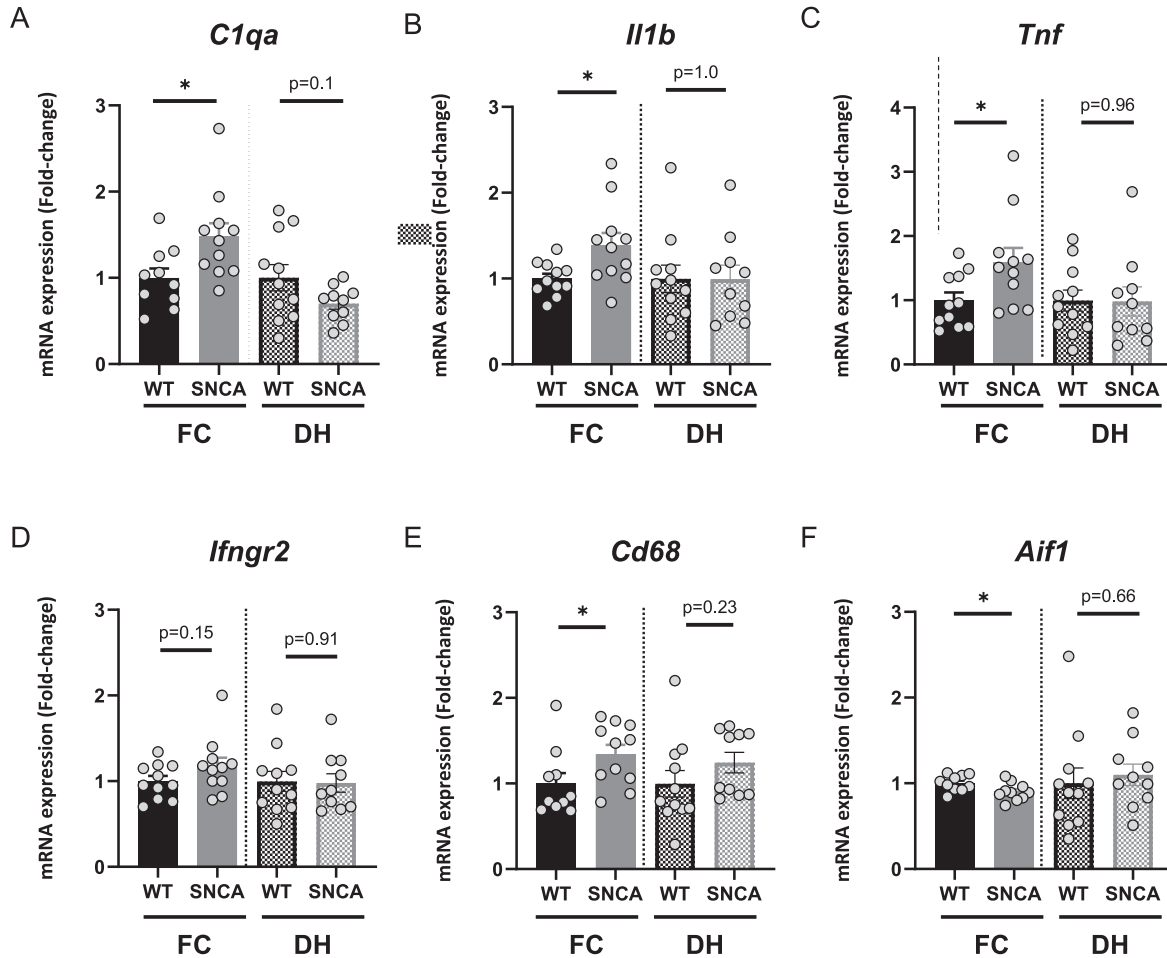 A
C1qa
mRNA expression (Fold-change)
3
2
1
0
*
p=0.1
WT
SNCA
WT
SNCA
FC
DH
B
Il1b
mRNA expression (Fold-change)
3
2
1
0
*
p=1.0
WT
SNCA
WT
SNCA
FC
DH
C
Tnf
mRNA expression (Fold-change)
4
3
2
1
0
*
p=0.96
WT
SNCA
WT
SNCA
FC
DH
D
Ifngr2
mRNA expression (Fold-change)
3
2
1
0
p=0.15
p=0.91
WT
SNCA
WT
SNCA
FC
DH
E
Cd68
mRNA expression (Fold-change)
3
2
1
0
*
p=0.23
WT
SNCA
WT
SNCA
FC
DH
F
Aif1
mRNA expression (Fold-change)
3
2
1
0
*
p=0.66
WT
SNCA
WT
SNCA
FC
DH